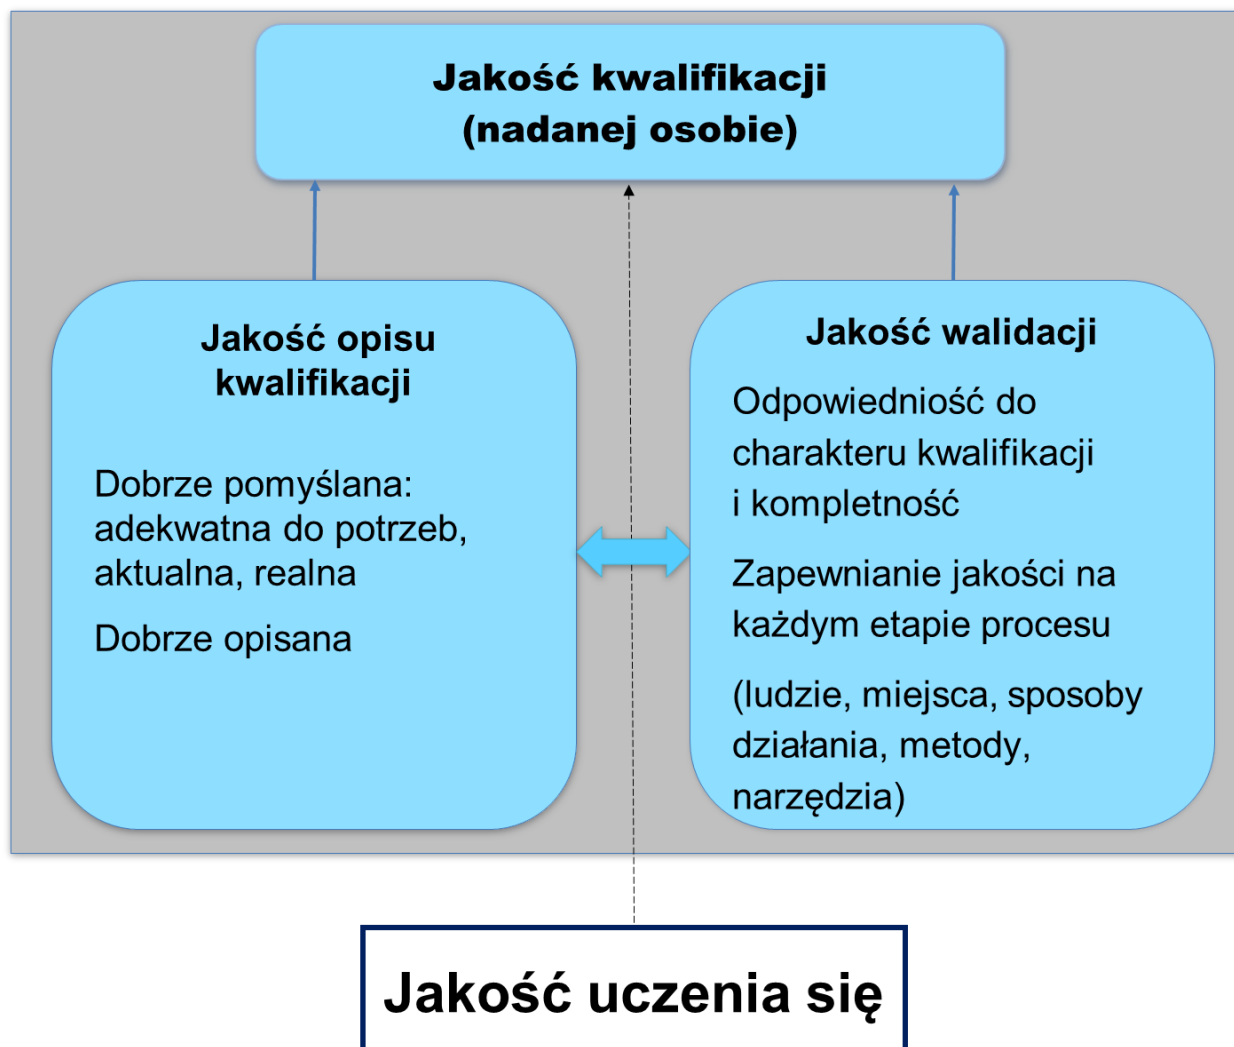 Jakość kwalifikacji
(nadanej osobie)
Jakość opisu
kwalifikacji
Dobrze pomyślana:
adekwatna do potrzeb,
aktualna, realna
Dobrze opisana
Jakość walidacji
Odpowiedniość do
charakteru kwalifikacji
i kompletność
Zapewnianie jakości na
każdym etapie procesu
(ludzie, miejsca, sposoby
działania, metody,
narzędzia)
Jakość uczenia się